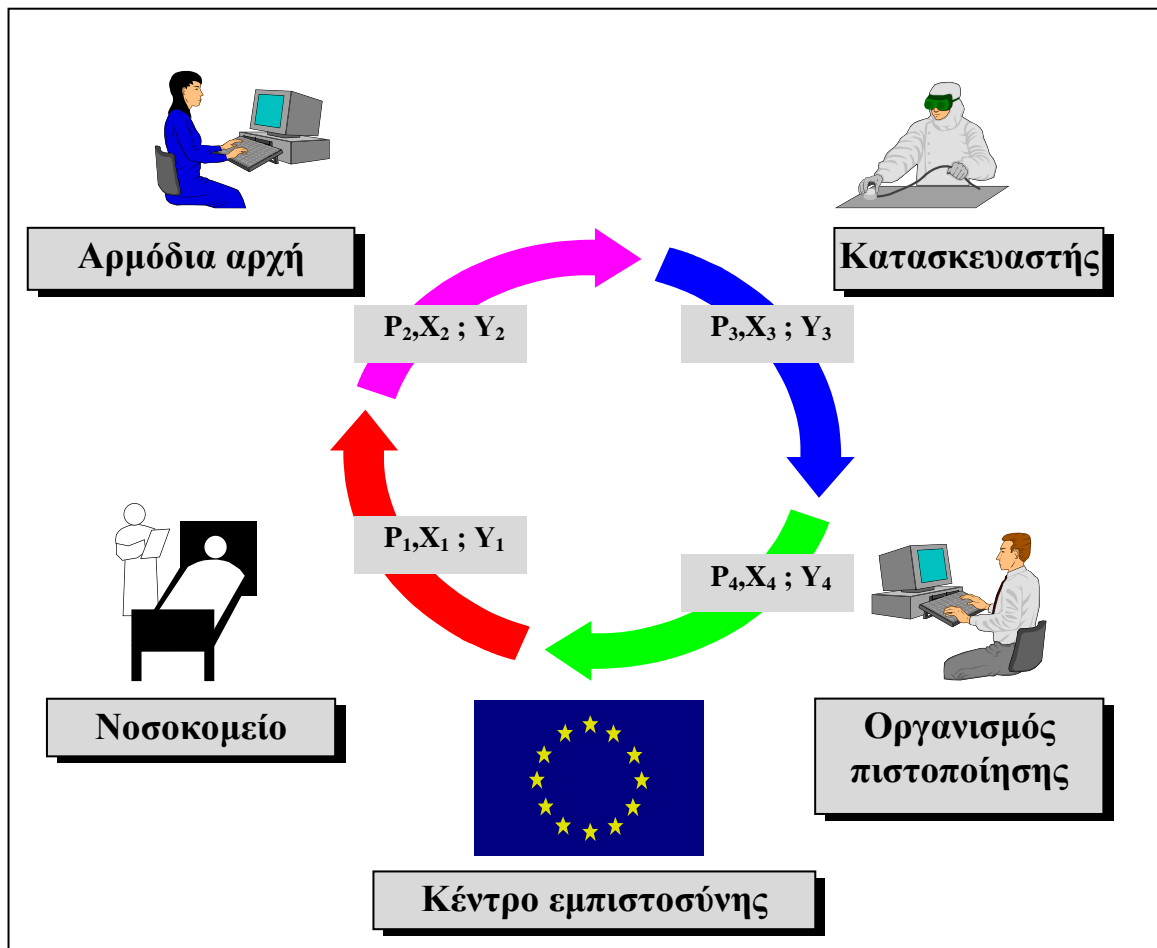 Αρμόδια αρχή
Κατασκευαστής
P₂,X₂ ; Y₂
P₃,X₃ ; Y₃
P₁,X₁ ; Y₁
P₄,X₄ ; Y₄
Νοσοκομείο
Οργανισμός
πιστοποίησης
Κέντρο εμπιστοσύνης